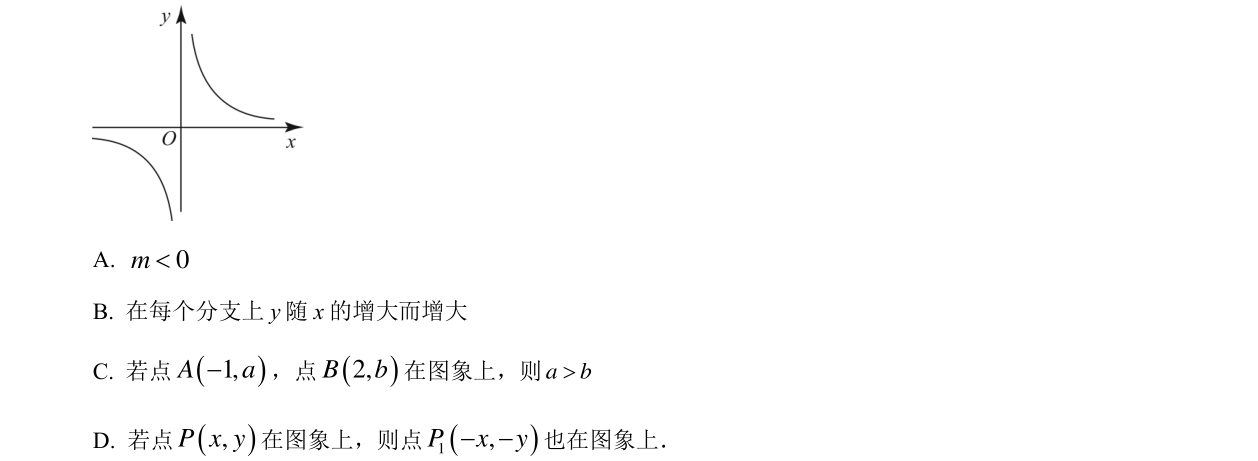 y
O
x
A. m<0
B. 在每个分支上 y 随 x 的增大而增大
C. 若点 A(−1,a)，点 B(2,b) 在图象上，则 a>b
D. 若点 P(x,y) 在图象上，则点 P₁(−x,−y) 也在图象上.